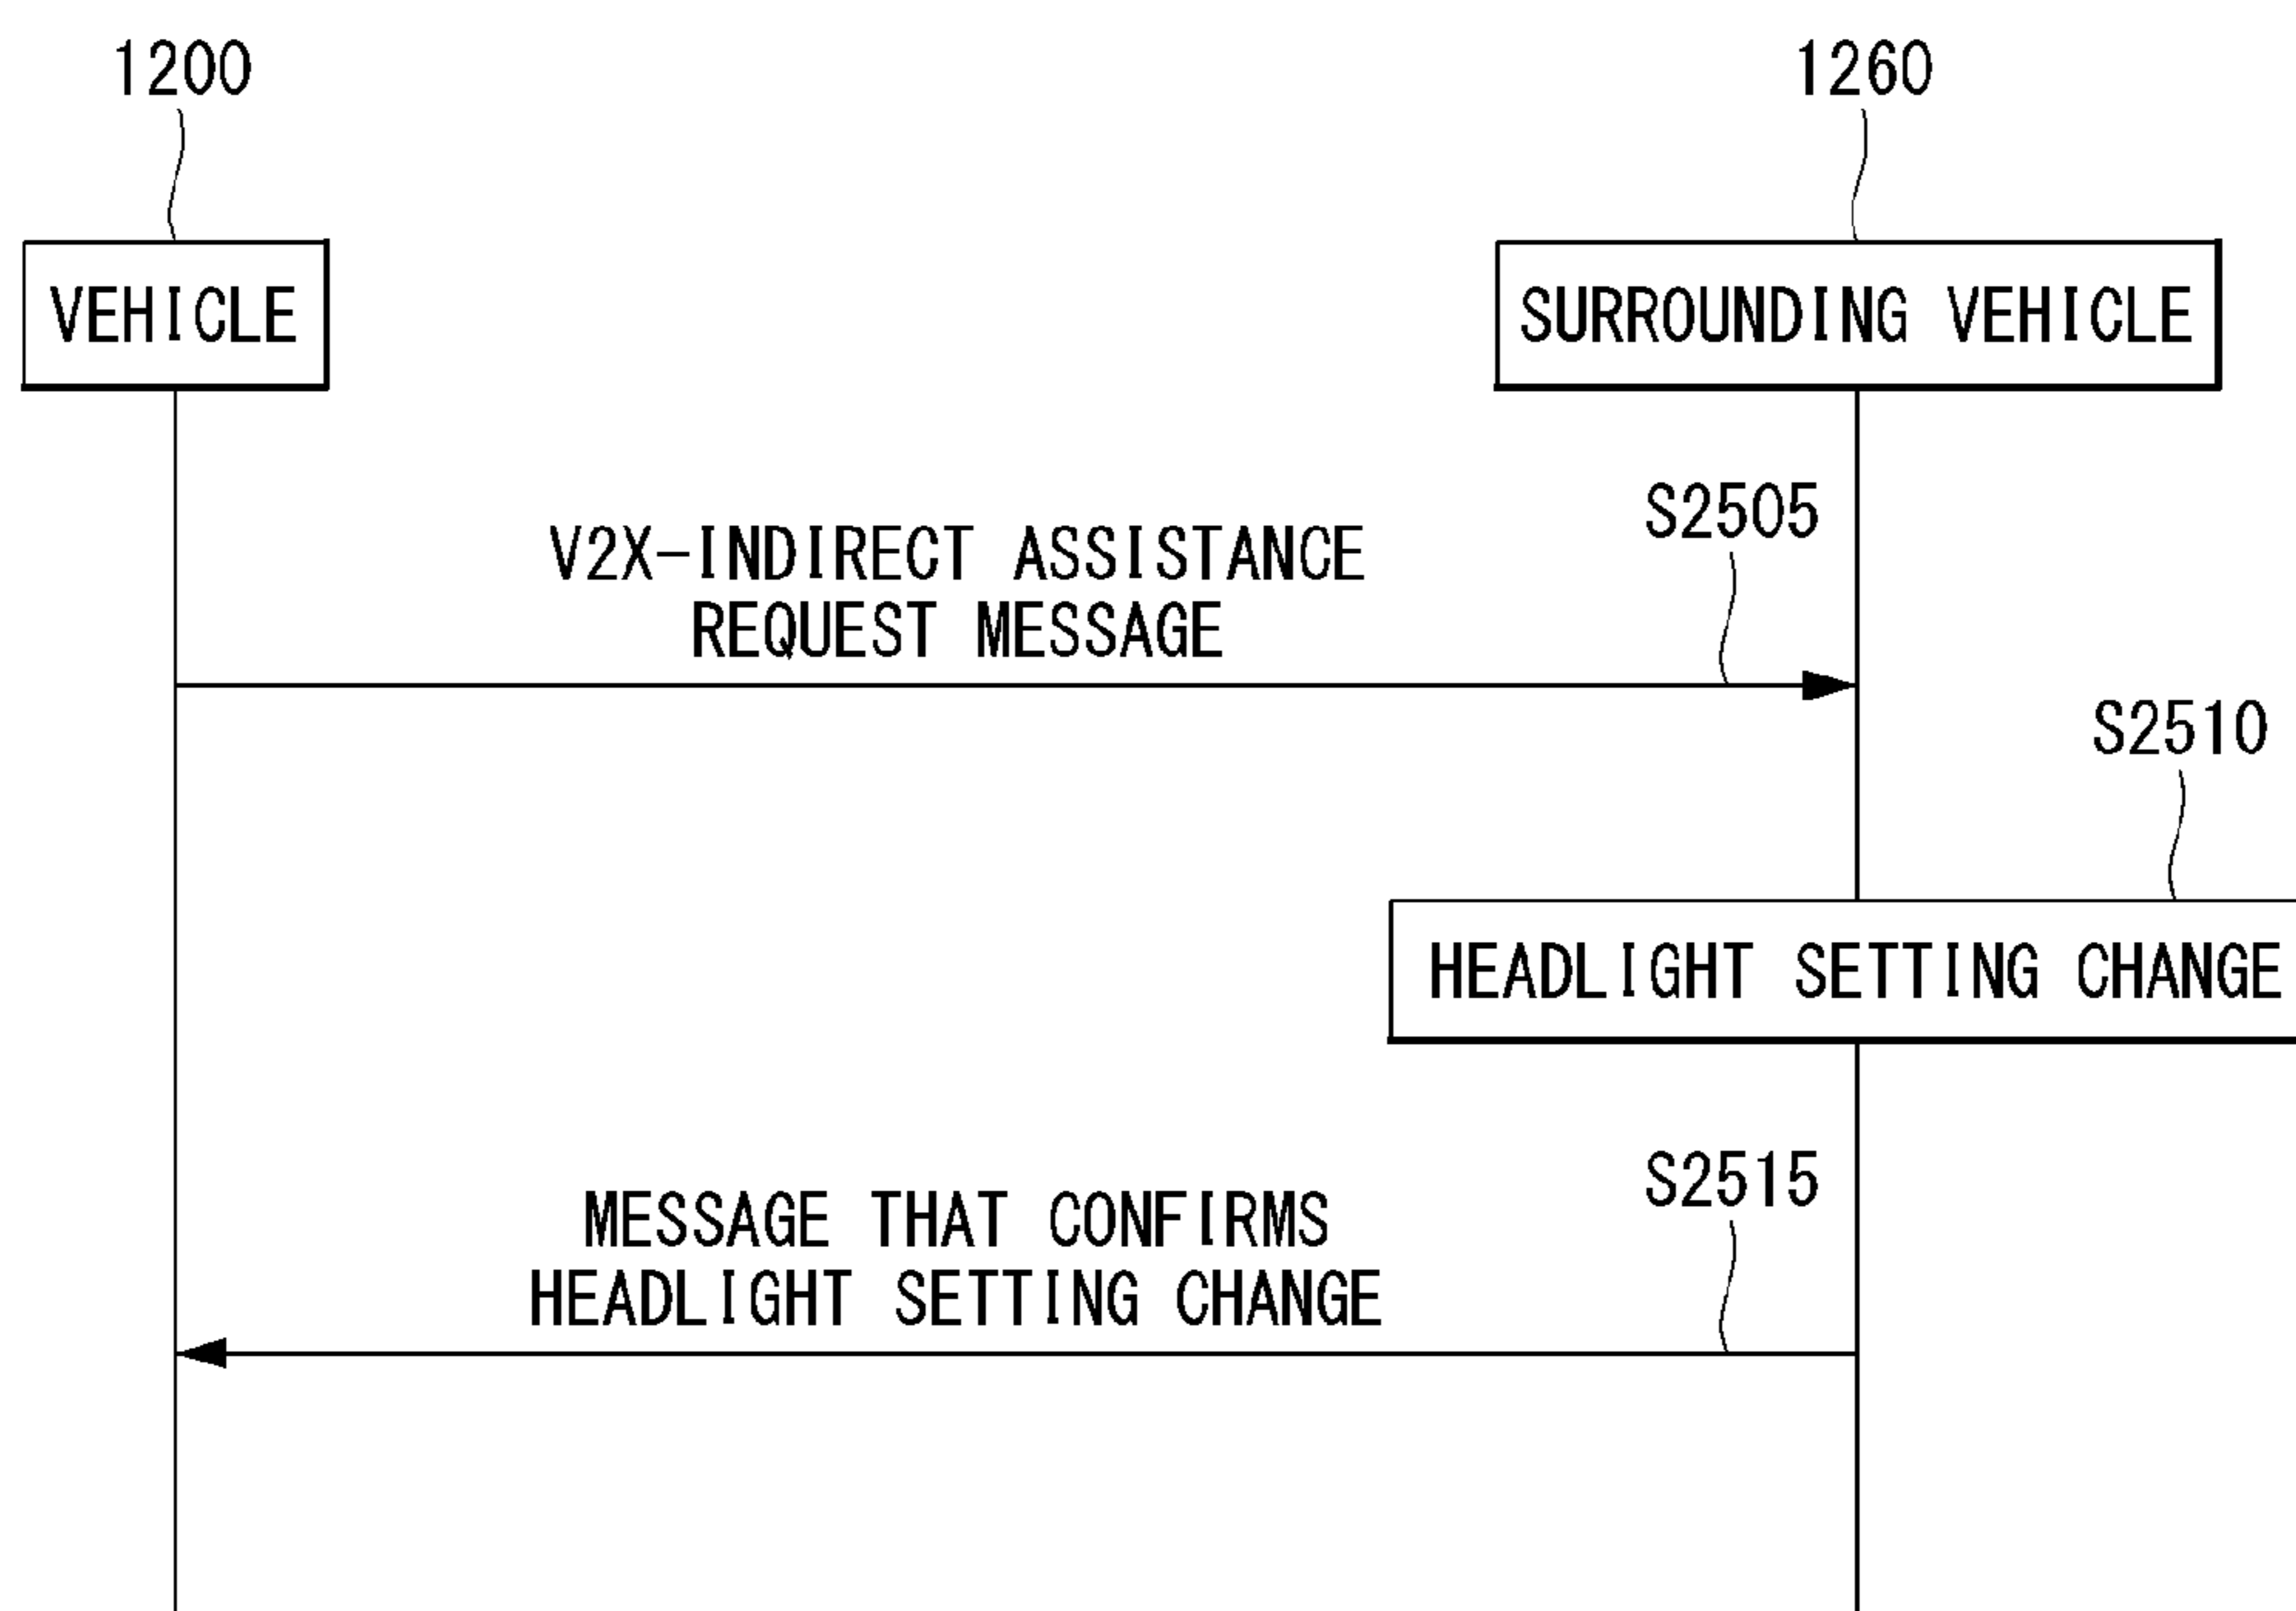 1200
1260
VEHICLE
SURROUNDING VEHICLE
S2505
V2X-INDIRECT ASSISTANCE
REQUEST MESSAGE
S2510
HEADLIGHT SETTING CHANGE
S2515
MESSAGE THAT CONFIRMS
HEADLIGHT SETTING CHANGE